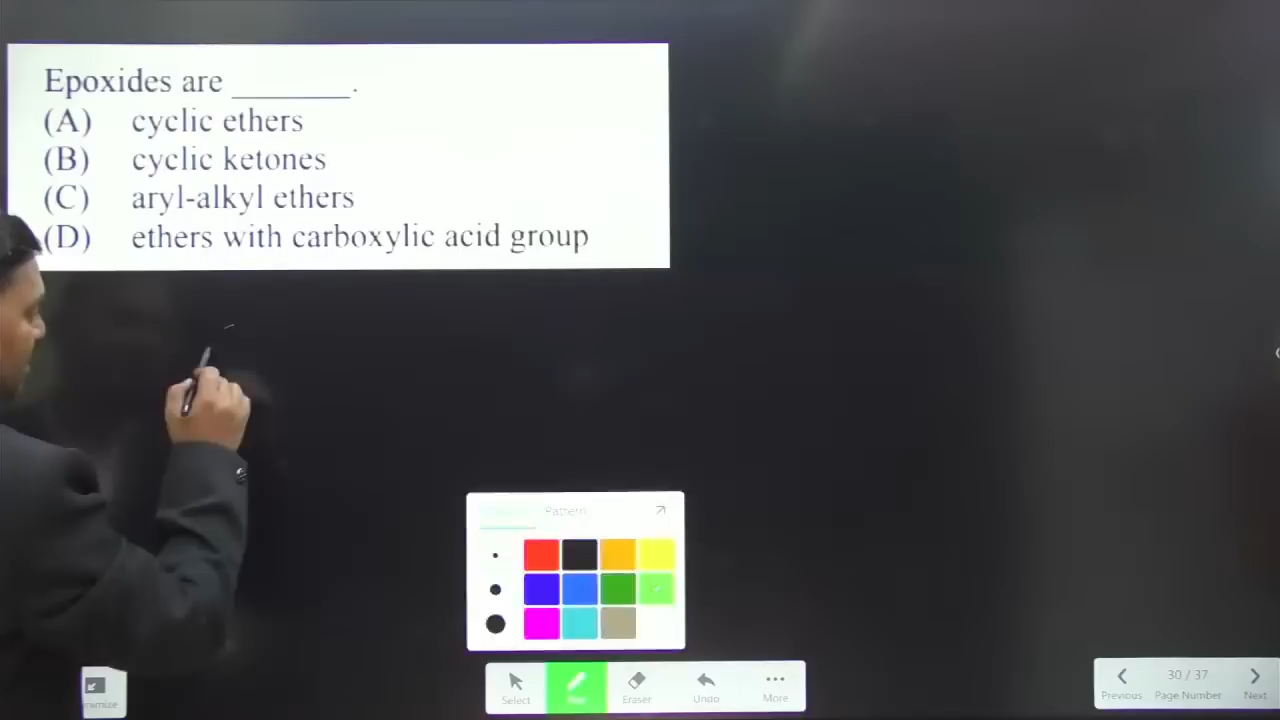 Epoxides are ________.
(A) cyclic ethers
(B) cyclic ketones
(C) aryl-alkyl ethers
(D) ethers with carboxylic acid group
Pattern
Select
Eraser
Undo
More
30 / 37
Previous
Page Number
Next